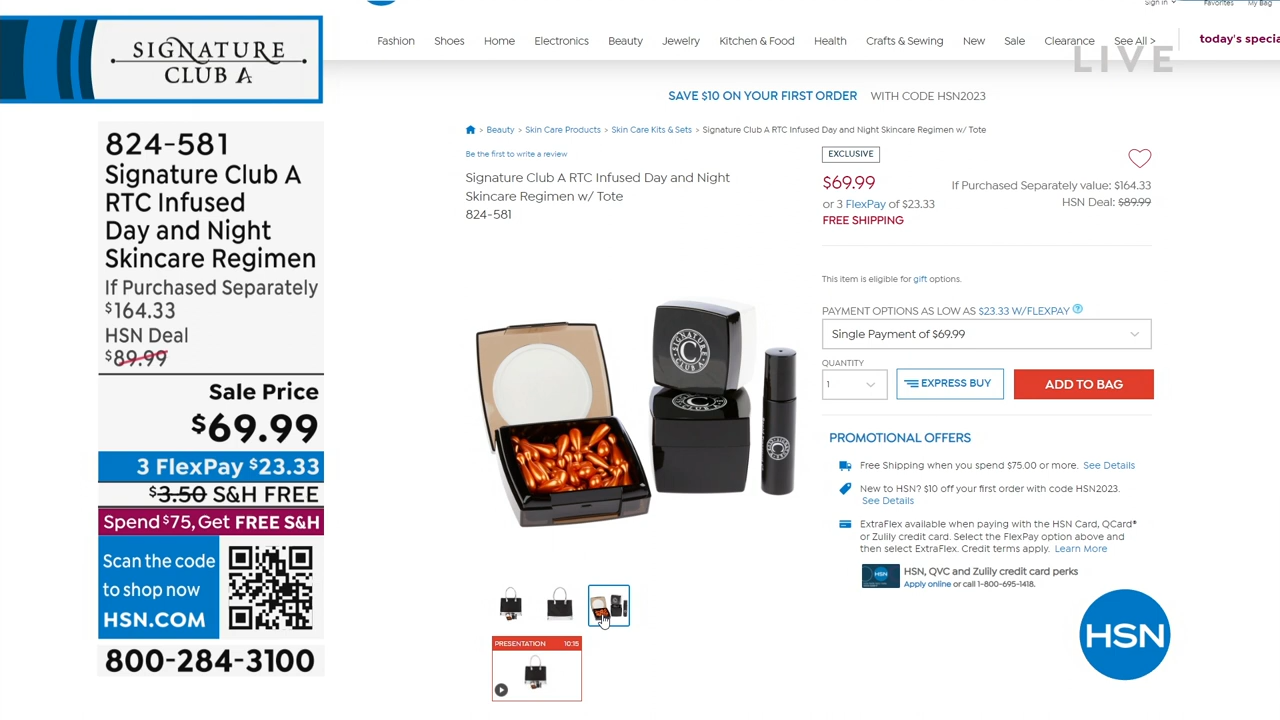 SIGNATURE
CLUB A
824-581
Signature Club A
RTC Infused
Day and Night
Skincare Regimen
If Purchased Separately
$164.33
HSN Deal
$89.99
Sale Price
$69.99
3 FlexPay $23.33
$3.50 S&H FREE
Spend $75, Get FREE S&H
Scan the code
to shop now
HSN.COM
800-284-3100
Sign in
Favorites
My Bag
Fashion Shoes Home Electronics Beauty Jewelry Kitchen & Food Health Crafts & Sewing New Sale Clearance See All >
today's specia
LIVE
SAVE $10 ON YOUR FIRST ORDER WITH CODE HSN2023
> Beauty > Skin Care Products > Skin Care Kits & Sets > Signature Club A RTC Infused Day and Night Skincare Regimen w/ Tote
Be the first to write a review
Signature Club A RTC Infused Day and Night
Skincare Regimen w/ Tote
824-581
SIGNATURE
C
CLUB A
PRESENTATION 10:15
EXCLUSIVE
$69.99
or 3 FlexPay of $23.33
FREE SHIPPING
If Purchased Separately value: $164.33
HSN Deal: $89.99
This item is eligible for gift options.
PAYMENT OPTIONS AS LOW AS $23.33 W/FLEXPAY ?
Single Payment of $69.99
QUANTITY
1
EXPRESS BUY
ADD TO BAG
PROMOTIONAL OFFERS
Free Shipping when you spend $75.00 or more. See Details
New to HSN? $10 off your first order with code HSN2023.
See Details
ExtraFlex available when paying with the HSN Card, QCard®
or Zulily credit card. Select the FlexPay option above and
then select ExtraFlex. Credit terms apply. Learn More
HSN
HSN, QVC and Zulily credit card perks
Apply online or call 1-800-695-1418.
HSN